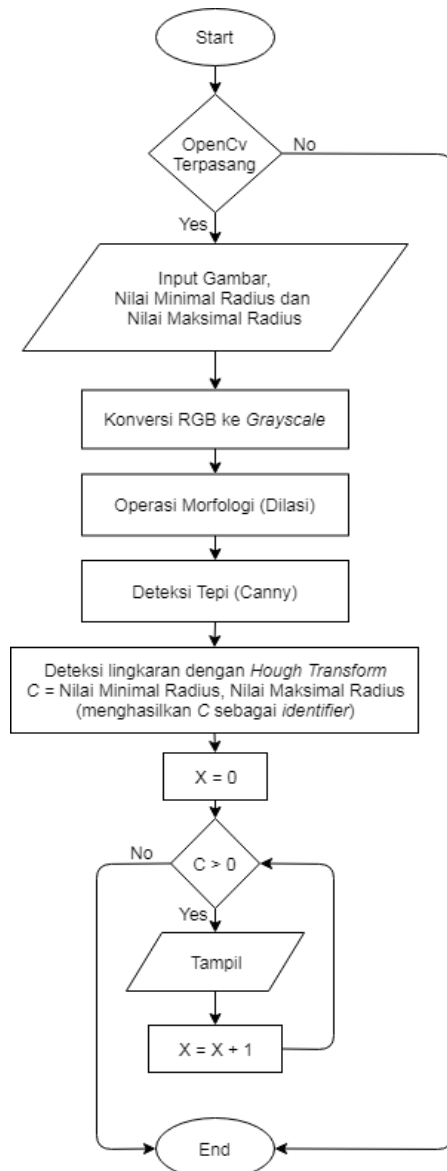 Start
OpenCv
Terpasang
No
Yes
Input Gambar,
Nilai Minimal Radius dan
Nilai Maksimal Radius
Konversi RGB ke Grayscale
Operasi Morfologi (Dilasi)
Deteksi Tepi (Canny)
Deteksi lingkaran dengan Hough Transform
C = Nilai Minimal Radius, Nilai Maksimal Radius
(menghasilkan C sebagai identifier)
X = 0
No
C > 0
Yes
Tampil
X = X + 1
End